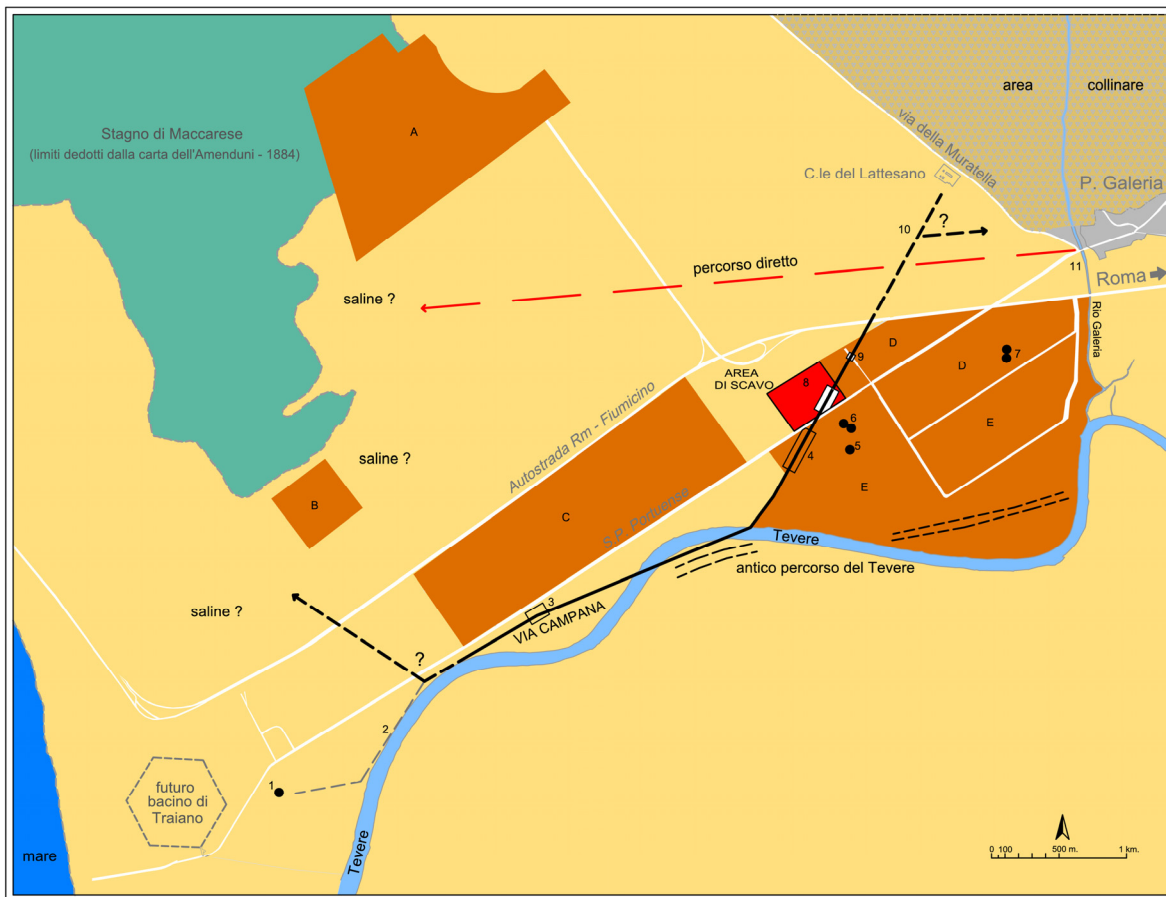 area
collinare
via della Muratella
Stagno di Maccarese
(limiti dedotti dalla carta dell'Amenduni - 1884)
A
C.le del Lattesano
P. Galeria
10
?
11
percorso diretto
Roma
saline ?
Rio Galeria
D
9
D
7
AREA
DI SCAVO
8
6
5
4
E
E
Autostrada Rm - Fiumicino
saline ?
B
C
S.P. Portuense
Tevere
antico percorso del Tevere
saline ?
3
VIA CAMPANA
?
2
1
futuro
bacino di
Traiano
mare
Tevere
0 100
500 m.
1 km.